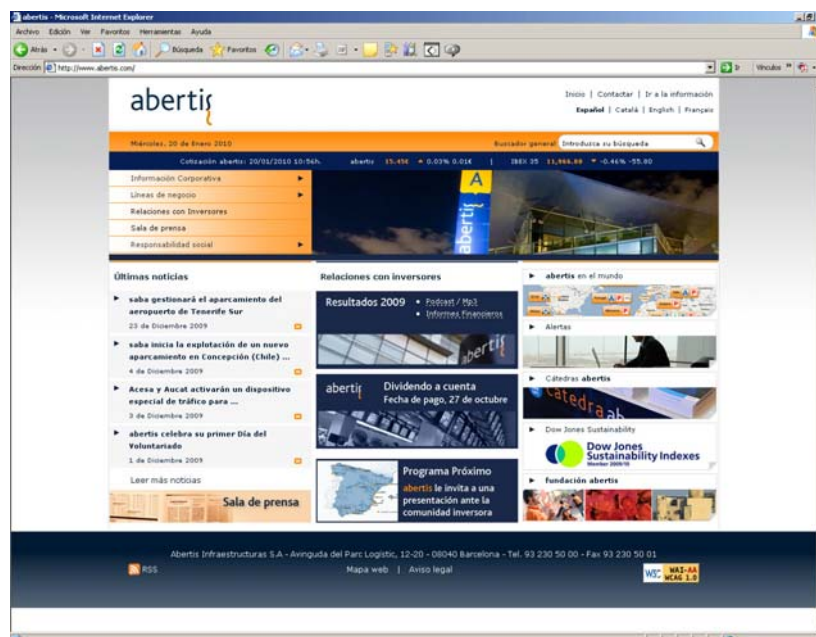 abertis - Microsoft Internet Explorer
Archivo Edición Ver Favoritos Herramientas Ayuda
Atrás Búsqueda Favoritos
Dirección http://www.abertis.com/ Ir Vínculos
abertis
Inicio | Contactar | Ir a la información
Español | Català | English | Français
Miércoles, 20 de Enero 2010
Buscador general Introduzca su búsqueda
Cotización abertis: 20/01/2010 10:56h. abertis 15.45€ 0.03% 0.01€ | IBEX 35 11,966.80 -0.46% -55.80
Información Corporativa
Líneas de negocio
Relaciones con Inversores
Sala de prensa
Responsabilidad social
A
abertis
Últimas noticias
saba gestionará el aparcamiento del
aeropuerto de Tenerife Sur
23 de Diciembre 2009
saba inicia la explotación de un nuevo
aparcamiento en Concepción (Chile) ...
4 de Diciembre 2009
Acesa y Aucat activarán un dispositivo
especial de tráfico para ...
3 de Diciembre 2009
abertis celebra su primer Día del
Voluntariado
1 de Diciembre 2009
Leer más noticias
Sala de prensa
Relaciones con inversores
Resultados 2009
Podcast / Mp3
Informes Financieros
abertis
abertis
Dividendo a cuenta
Fecha de pago, 27 de octubre
Programa Próximo
abertis le invita a una
presentación ante la
comunidad inversora
abertis en el mundo
Alertas
Cátedras abertis
catedra ab
Dow Jones Sustainability
Dow Jones
Sustainability Indexes
Member 2009/10
fundación abertis
Abertis Infraestructuras S.A - Avinguda del Parc Logístic, 12-20 - 08040 Barcelona - Tel. 93 230 50 00 - Fax 93 230 50 01
RSS
Mapa web | Aviso legal
W3C WAI-AA
WCAG 1.0